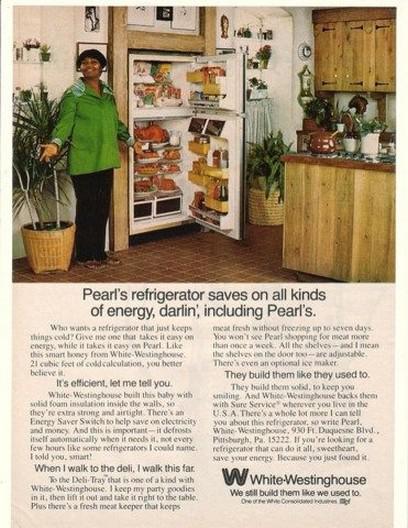 Pearl's refrigerator saves on all kinds
of energy, darlin', including Pearl's.
Who wants a refrigerator that just keeps
things cold? Give me one that takes it easy on
energy, while it takes it easy on Pearl. Like
this smart honey from White-Westinghouse.
21 cubic feet of cold calculation, you better
believe it.
It's efficient, let me tell you.
White-Westinghouse built this baby with
solid foam insulation inside the walls, so
they're extra strong and airtight. There's an
Energy Saver Switch to help save on electricity
and money. And this is important—it defrosts
itself automatically when it needs it, not every
few hours like some refrigerators I could name.
I told you, smart!
When I walk to the deli, I walk this far.
To the Deli-Tray™ that is one of a kind with
White-Westinghouse. I keep my party goodies
in it, then lift it out and take it right to the table.
Plus there's a fresh meat keeper that keeps
meat fresh without freezing up to seven days.
You won't see Pearl shopping for meat more
than once a week. All the shelves—and I mean
the shelves on the door too—are adjustable.
There's even an optional ice maker.
They build them like they used to.
They build them solid, to keep you
smiling. And White-Westinghouse backs them
with Sure Service® wherever you live in the
U.S.A. There's a whole lot more I can tell
you about this refrigerator, so write Pearl,
White-Westinghouse, 930 Ft. Duquesne Blvd.,
Pittsburgh, Pa. 15222. If you're looking for a
refrigerator that can do it all, sweetheart,
save your energy. Because you just found it.
White-Westinghouse
We still build them like we used to.
One of the White Consolidated Industries.